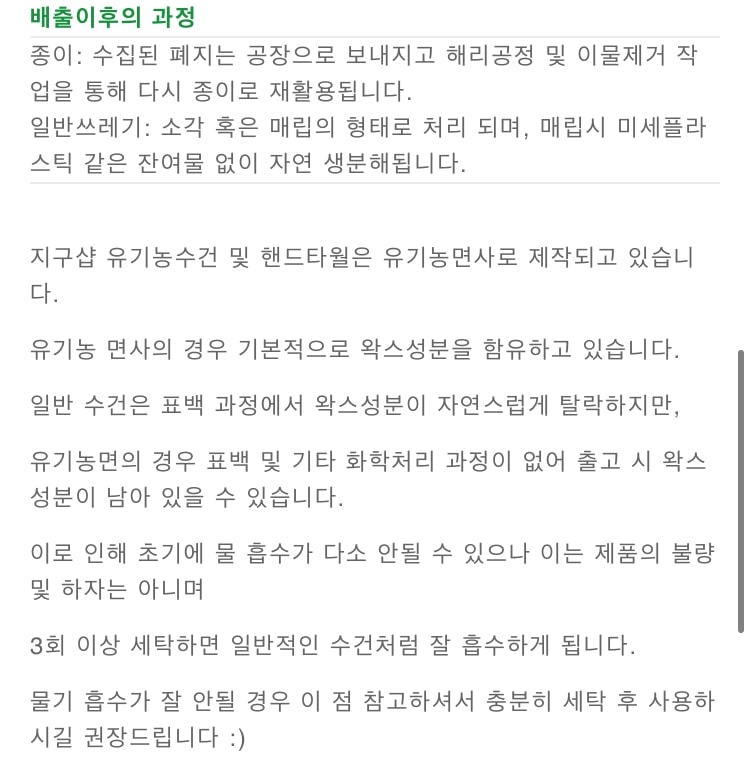 배출이후의 과정
종이: 수집된 폐지는 공장으로 보내지고 해리공정 및 이물제거 작
업을 통해 다시 종이로 재활용됩니다.
일반쓰레기: 소각 혹은 매립의 형태로 처리 되며, 매립시 미세플라
스틱 같은 잔여물 없이 자연 생분해됩니다.
지구샵 유기농수건 및 핸드타월은 유기농면사로 제작되고 있습니
다.
유기농 면사의 경우 기본적으로 왁스성분을 함유하고 있습니다.
일반 수건은 표백 과정에서 왁스성분이 자연스럽게 탈락하지만,
유기농면의 경우 표백 및 기타 화학처리 과정이 없어 출고 시 왁스
성분이 남아 있을 수 있습니다.
이로 인해 초기에 물 흡수가 다소 안될 수 있으나 이는 제품의 불량
및 하자는 아니며
3회 이상 세탁하면 일반적인 수건처럼 잘 흡수하게 됩니다.
물기 흡수가 잘 안될 경우 이 점 참고하셔서 충분히 세탁 후 사용하
시길 권장드립니다 :)